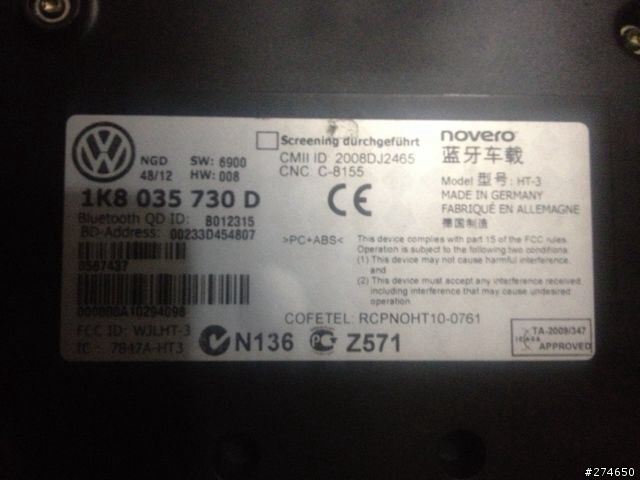 NGD SW: 6900
48/12 HW: 008
1K8 035 730 D
Bluetooth QD ID: B012315
BD-Address: 00233D454807
0567437
000000A10294098
FCC ID: WJLHT-3
IC : 7847A-HT3
Screening durchgeführt
CMII ID 2008DJ2465
CNC C-8155
CE
novero
蓝牙车载
Model 型号: HT-3
MADE IN GERMANY
FABRIQUÉ EN ALLEMAGNE
德国制造
>PC+ABS<
This device complies with part 15 of the FCC rules.
Operation is subject to the following two conditions.
(1) This device may not cause harmful interference,
and
(2) This device must accept any interference received
including interference that may cause undesired
operation.
COFETEL: RCPNOHT10-0761
N136 Z571
TA-2009/347
ICASA
APPROVED
#274650